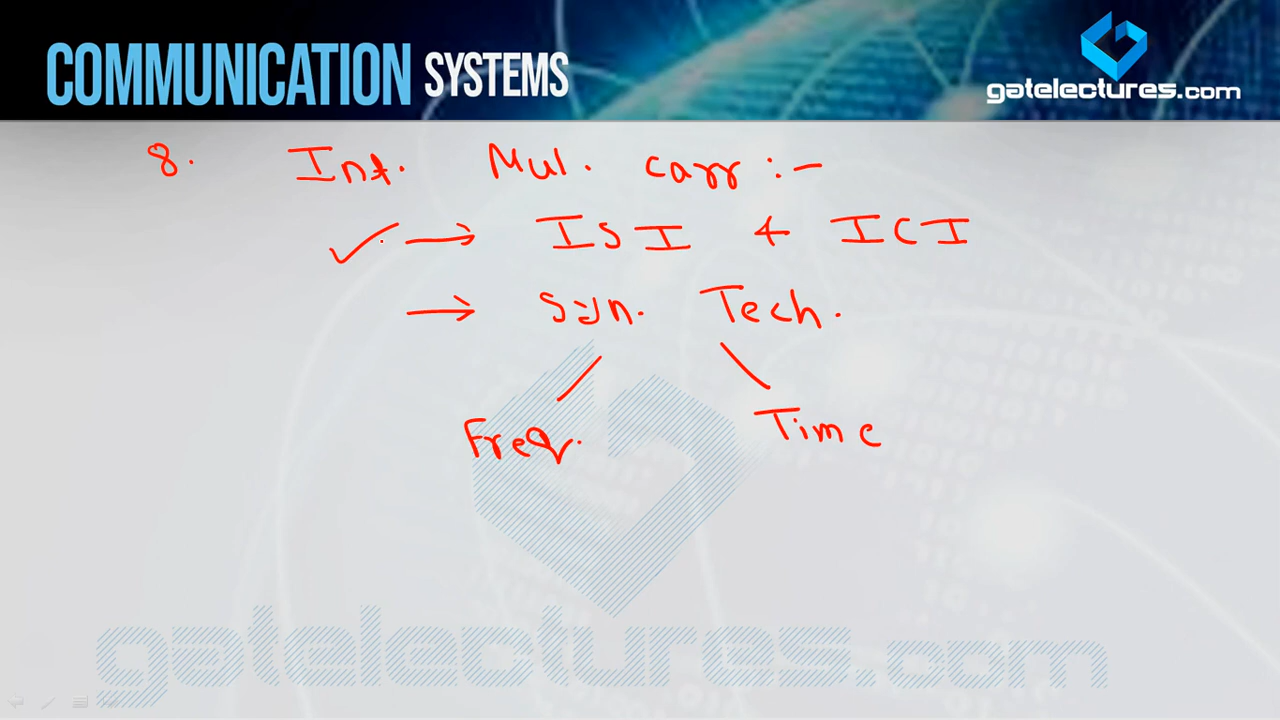 COMMUNICATION SYSTEMS
gatelectures.com
8. Int. Mul. carr :-
✓ → ISI & ICI
→ Syn. Tech.
Freq. Time
gatelectures.com